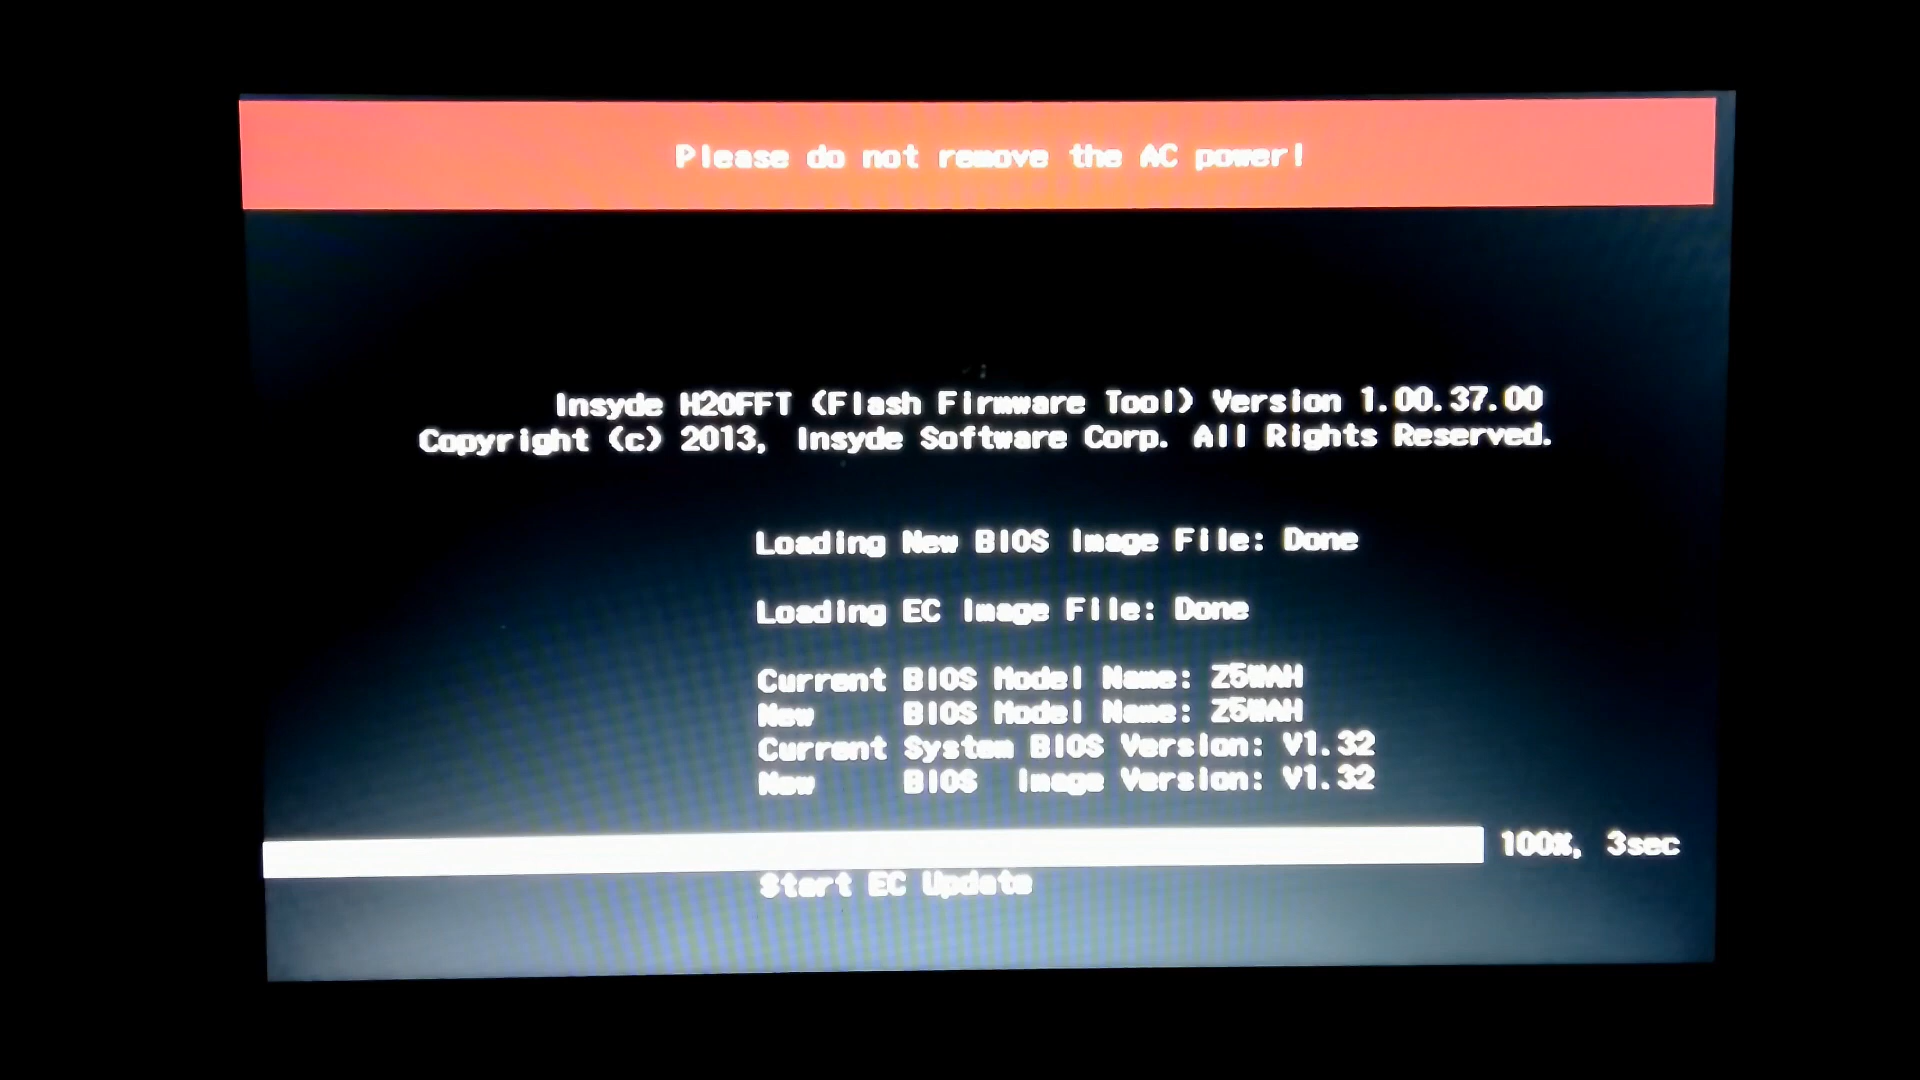 Please do not remove the AC power!
Insyde H2OFFT (Flash Firmware Tool) Version 1.00.37.00
Copyright (c) 2013, Insyde Software Corp. All Rights Reserved.
Loading New BIOS Image File: Done
Loading EC Image File: Done
Current BIOS Model Name: Z5WAH
New BIOS Model Name: Z5WAH
Current System BIOS Version: V1.32
New BIOS Image Version: V1.32
100%, 3sec
Start EC Update